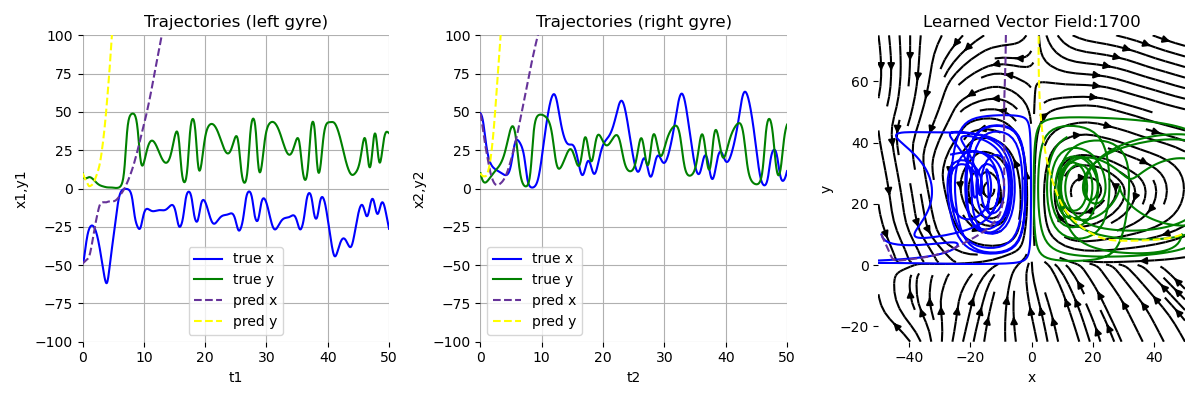 Trajectories (left gyre)
100
75
50
25
0
−25
−50
−75
−100
x1,y1
0 10 20 30 40 50
t1
true x
true y
pred x
pred y
Trajectories (right gyre)
100
75
50
25
0
−25
−50
−75
−100
x2,y2
0 10 20 30 40 50
t2
true x
true y
pred x
pred y
Learned Vector Field:1700
60
40
20
0
−20
y
−40 −20 0 20 40
x